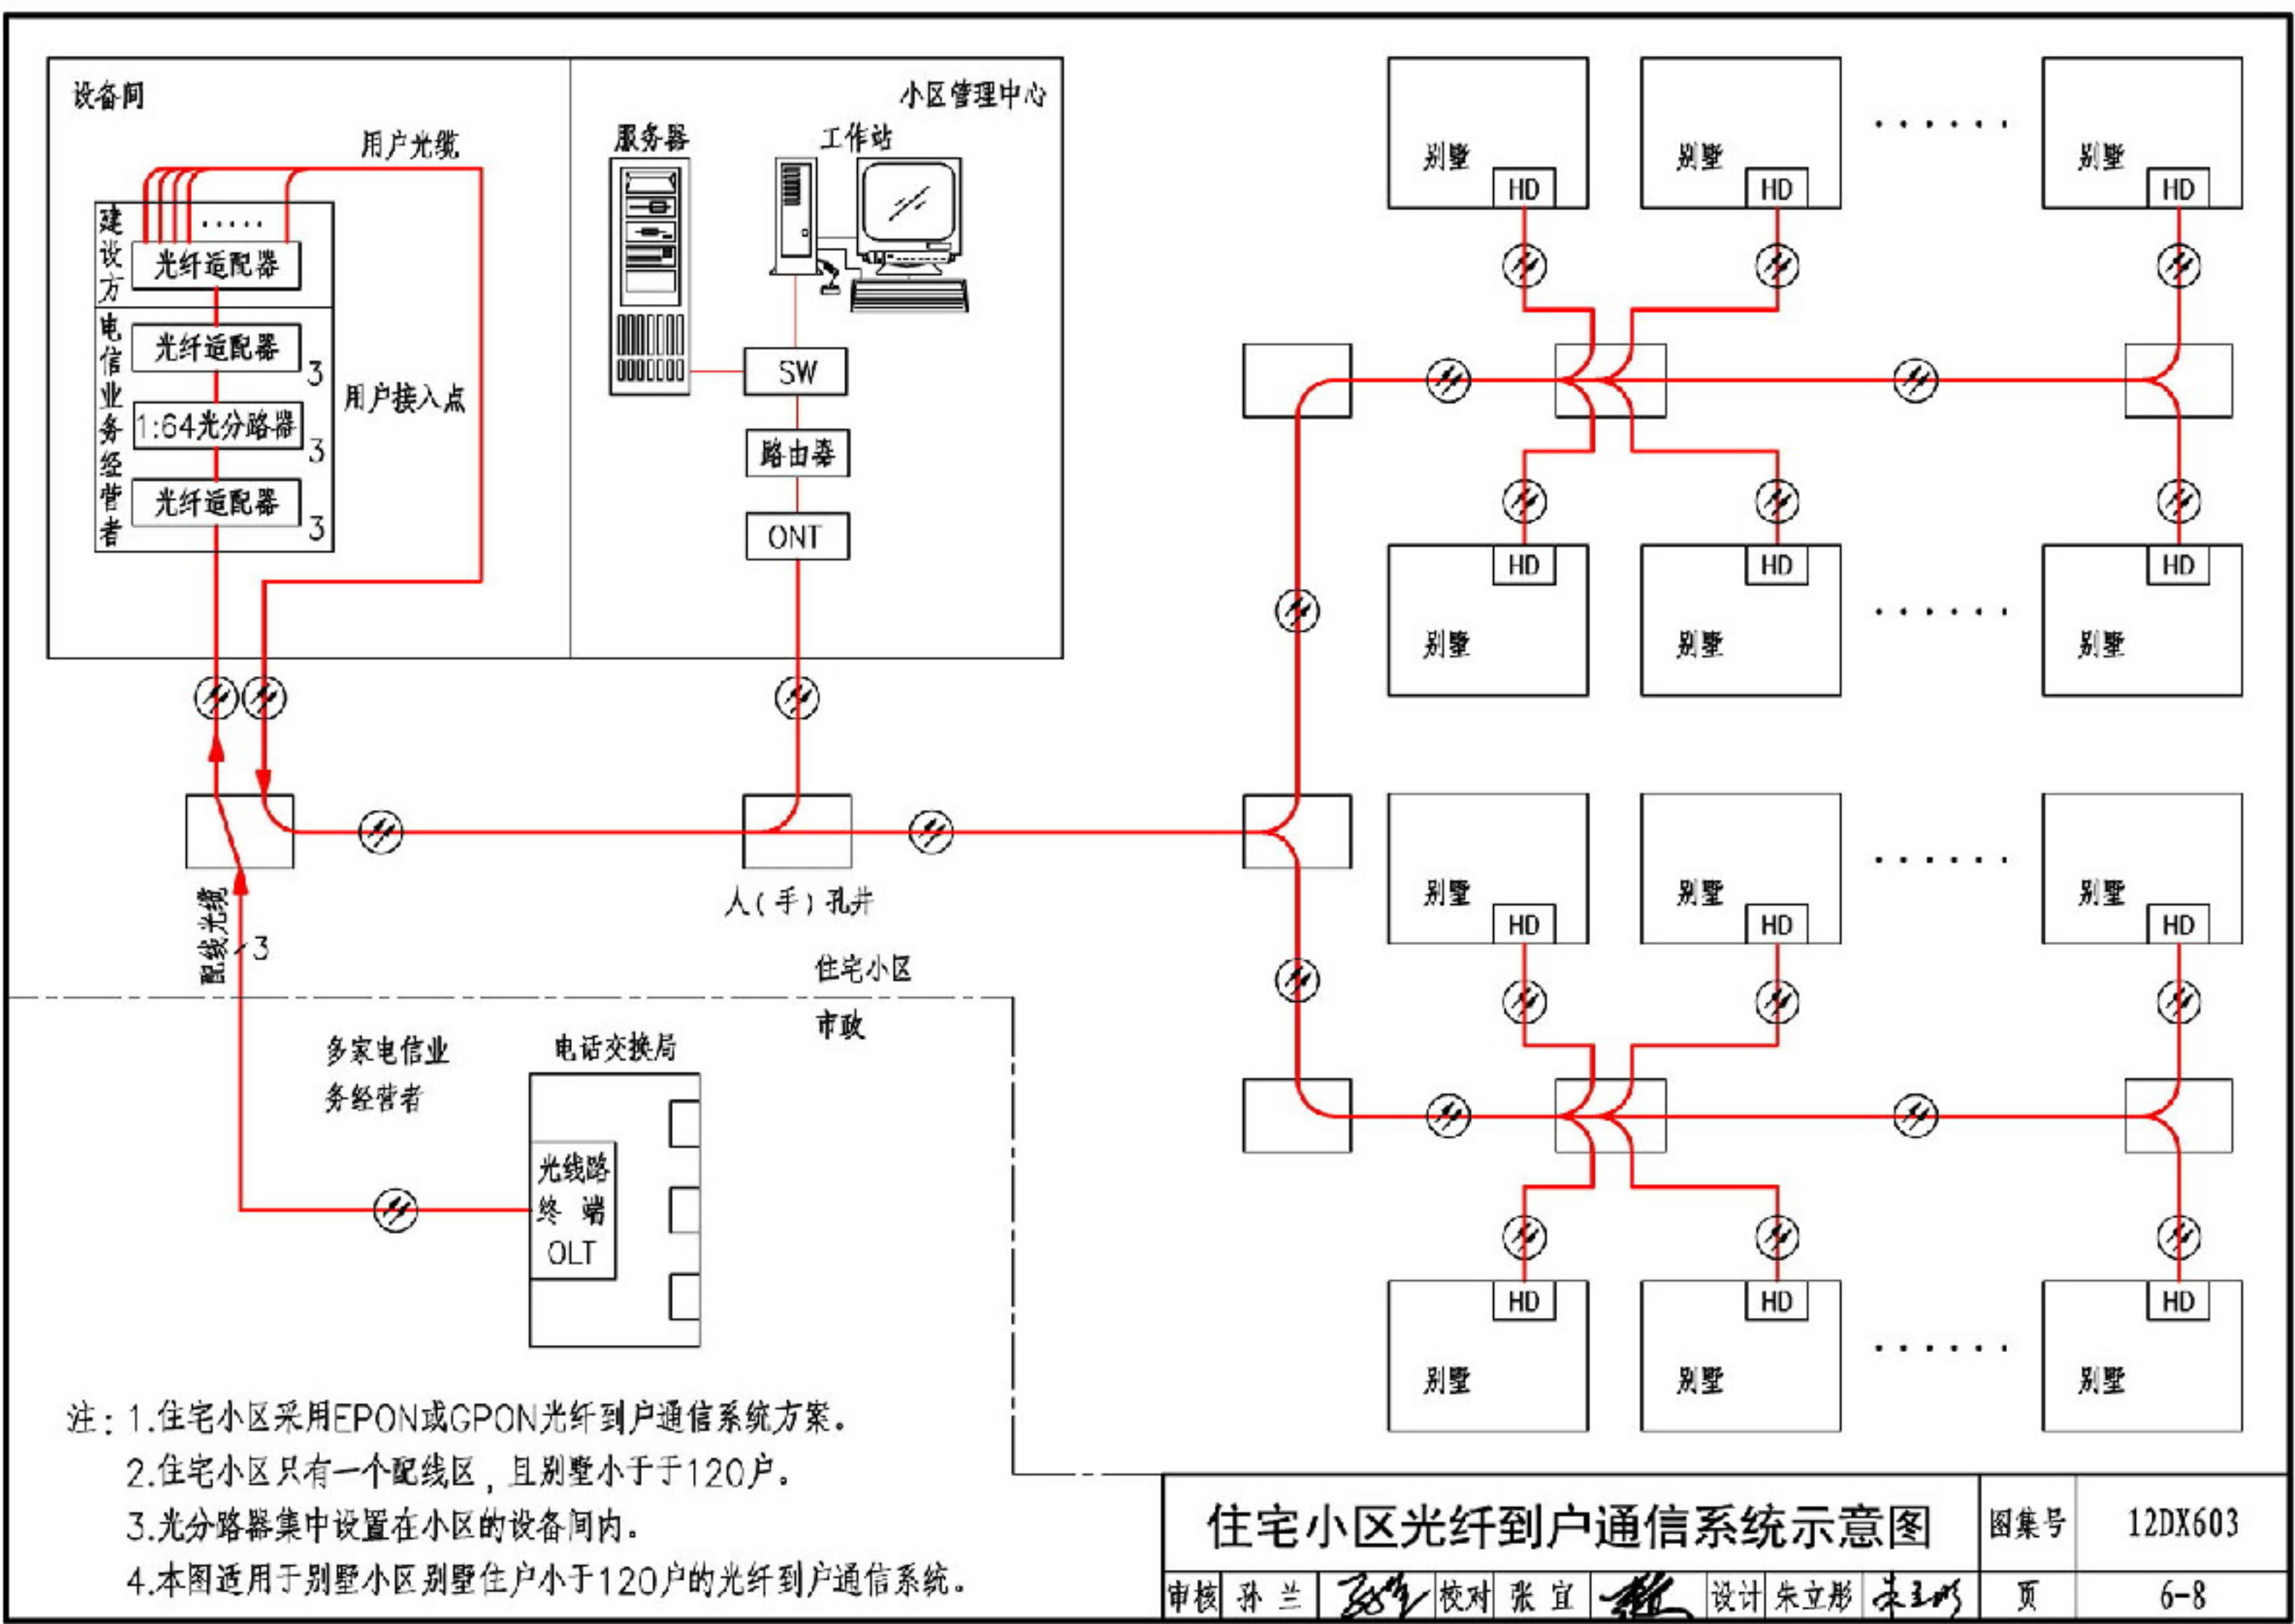 设备间
小区管理中心
用户光缆
服务器
工作站
建设方
光纤适配器
电信业务经营者
光纤适配器
3
1:64光分路器
3
光纤适配器
3
用户接入点
SW
路由器
ONT
别墅
HD
别墅
HD
别墅
HD
HD
别墅
HD
别墅
HD
别墅
别墅
HD
别墅
HD
别墅
HD
HD
别墅
HD
别墅
HD
别墅
人(手)孔井
配线光缆
3
住宅小区
市政
多家电信业
务经营者
电话交换局
光线路
终 端
OLT
注:1.住宅小区采用EPON或GPON光纤到户通信系统方案。
2.住宅小区只有一个配线区,且别墅小于于120户。
3.光分路器集中设置在小区的设备间内。
4.本图适用于别墅小区别墅住户小于120户的光纤到户通信系统。
住宅小区光纤到户通信系统示意图
图集号
12DX603
审核 孙 兰 校对 张 宜 设计 朱立彤
页
6-8